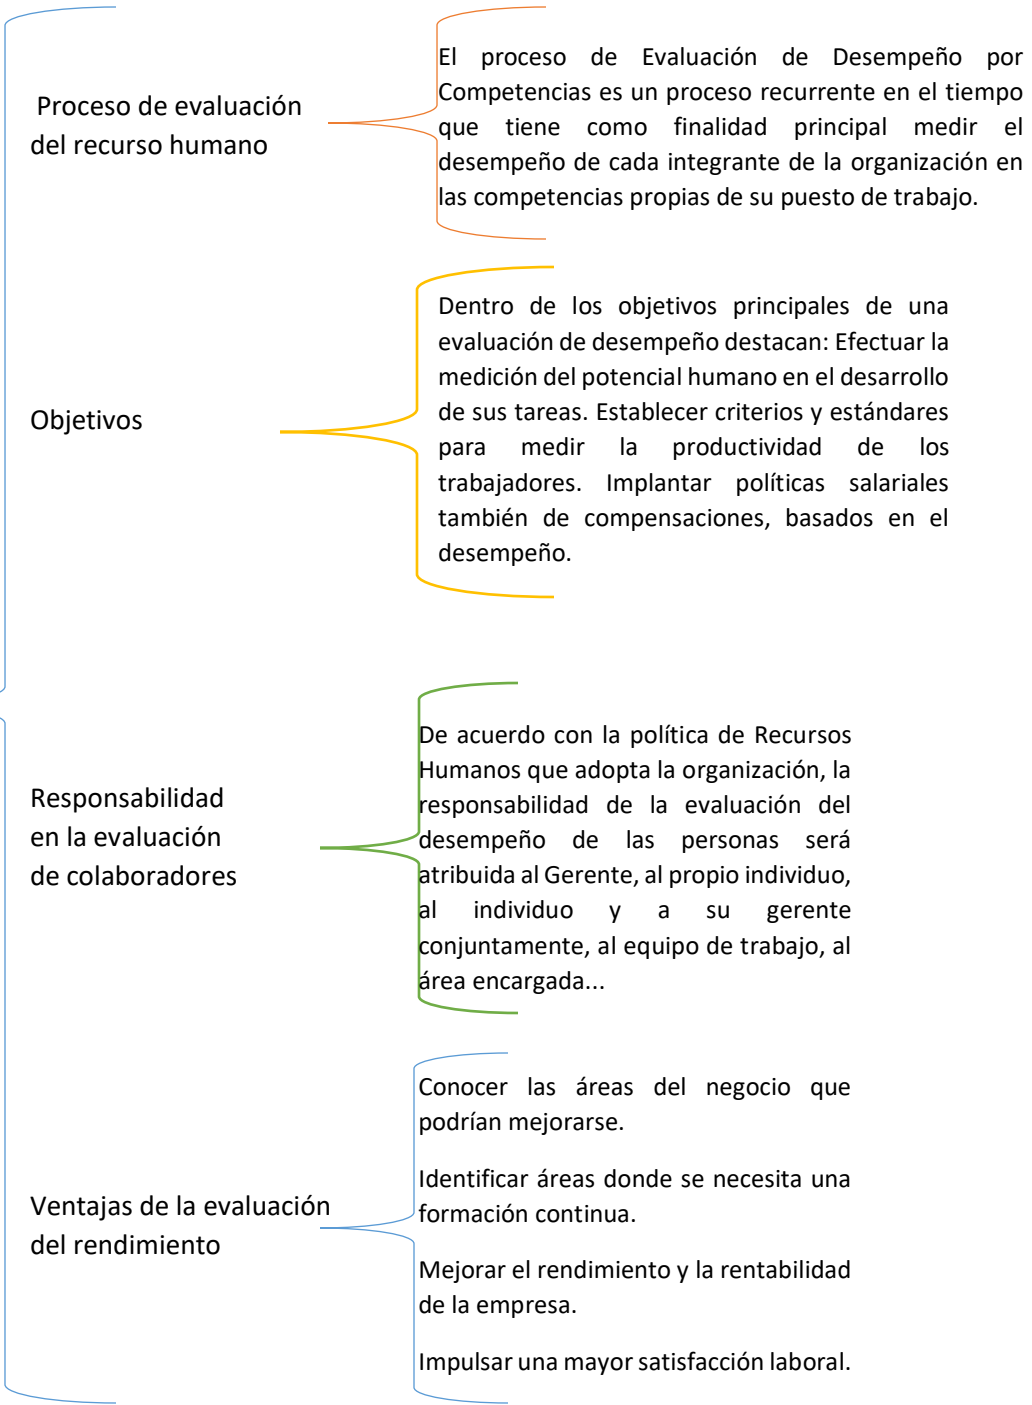 Proceso de evaluación
del recurso humano
El proceso de Evaluación de Desempeño por
Competencias es un proceso recurrente en el tiempo
que tiene como finalidad principal medir el
desempeño de cada integrante de la organización en
las competencias propias de su puesto de trabajo.
Objetivos
Dentro de los objetivos principales de una
evaluación de desempeño destacan: Efectuar la
medición del potencial humano en el desarrollo
de sus tareas. Establecer criterios y estándares
para medir la productividad de los
trabajadores. Implantar políticas salariales
también de compensaciones, basados en el
desempeño.
Responsabilidad
en la evaluación
de colaboradores
De acuerdo con la política de Recursos
Humanos que adopta la organización, la
responsabilidad de la evaluación del
desempeño de las personas será
atribuida al Gerente, al propio individuo,
al individuo y a su gerente
conjuntamente, al equipo de trabajo, al
área encargada...
Ventajas de la evaluación
del rendimiento
Conocer las áreas del negocio que
podrían mejorarse.
Identificar áreas donde se necesita una
formación continua.
Mejorar el rendimiento y la rentabilidad
de la empresa.
Impulsar una mayor satisfacción laboral.